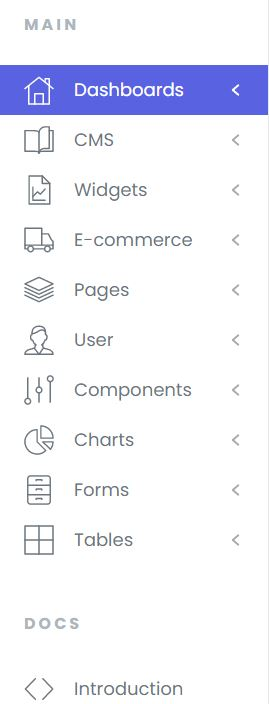 MAIN
Dashboards
CMS
Widgets
E-commerce
Pages
User
Components
Charts
Forms
Tables
DOCS
Introduction